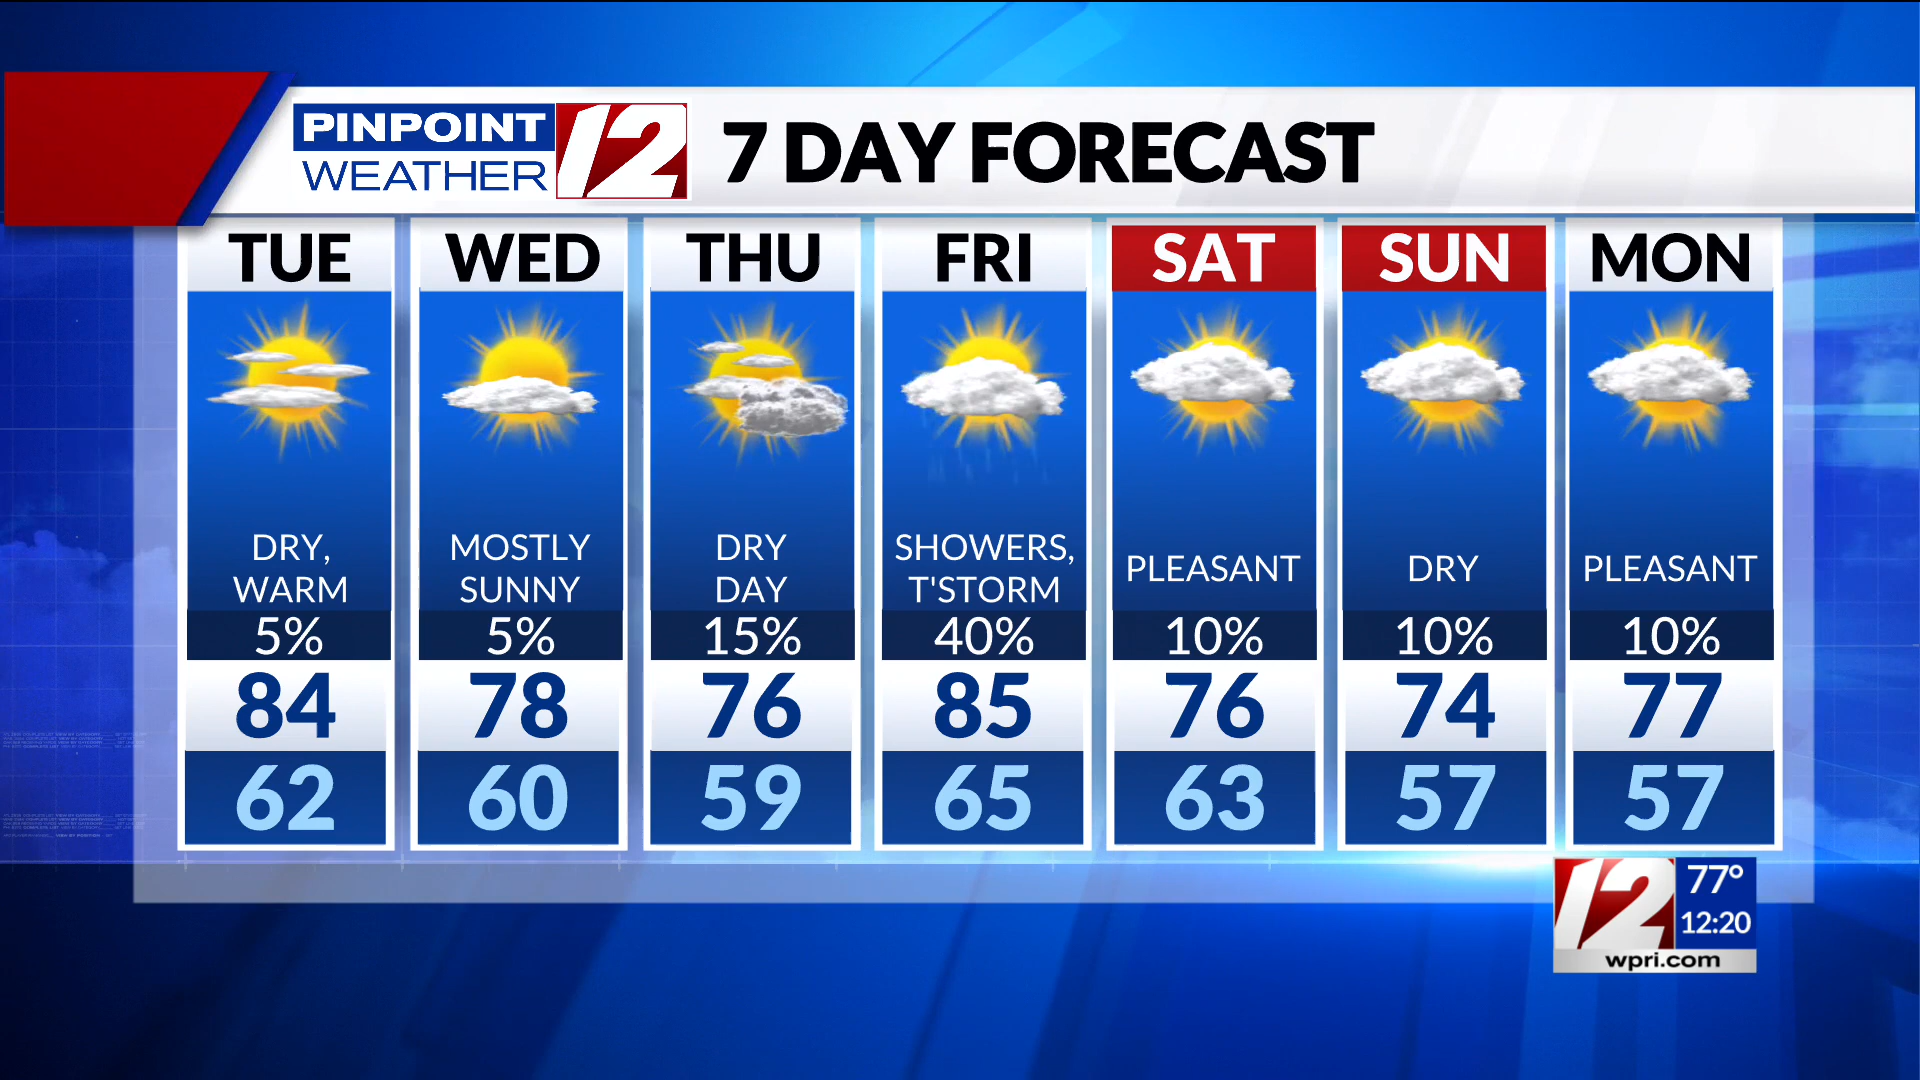 PINPOINT
WEATHER 12
7 DAY FORECAST
TUE WED THU FRI SAT SUN MON
DRY, MOSTLY DRY SHOWERS, PLEASANT DRY PLEASANT
WARM SUNNY DAY T'STORM
5% 5% 15% 40% 10% 10% 10%
84 78 76 85 76 74 77
62 60 59 65 63 57 57
12 77°
12:20
wpri.com